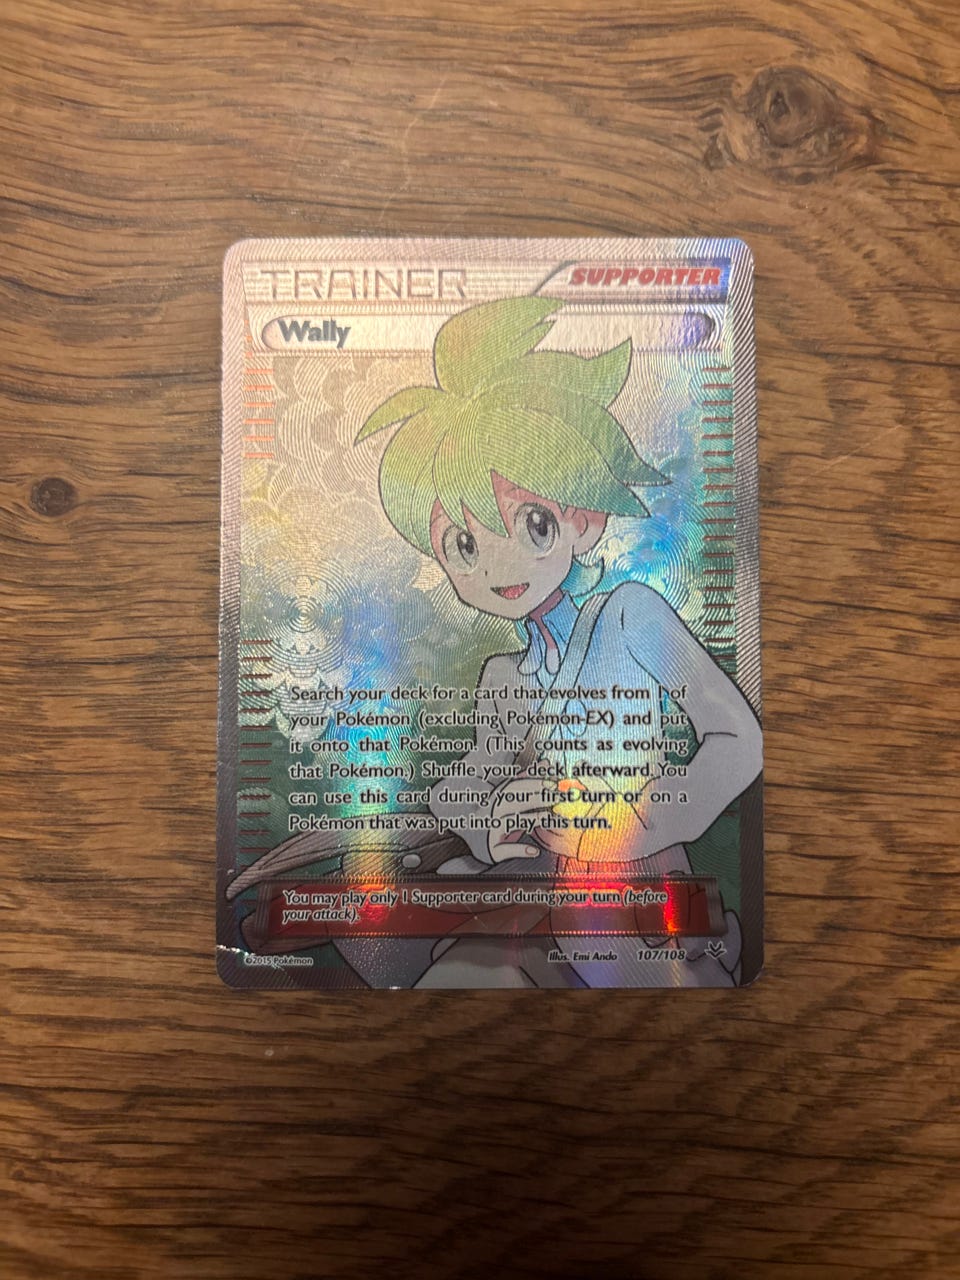 TRAINER SUPPORTER
Wally
Search your deck for a card that evolves from 1 of
your Pokémon (excluding Pokémon-EX) and put
it onto that Pokémon. (This counts as evolving
that Pokémon.) Shuffle your deck afterward. You
can use this card during your first turn or on a
Pokémon that was put into play this turn.
You may play only 1 Supporter card during your turn (before
your attack).
©2015 Pokémon Illus. Emi Ando 107/108